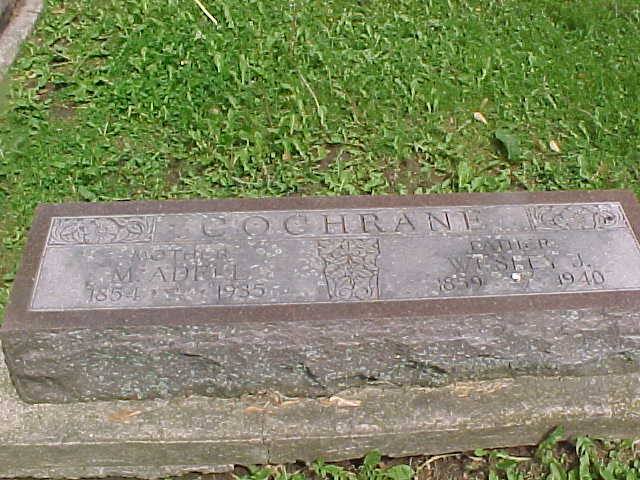 COCHRANE
MOTHER
M. ADELL
1854 1935
FATHER
WESLEY J.
1859 1940